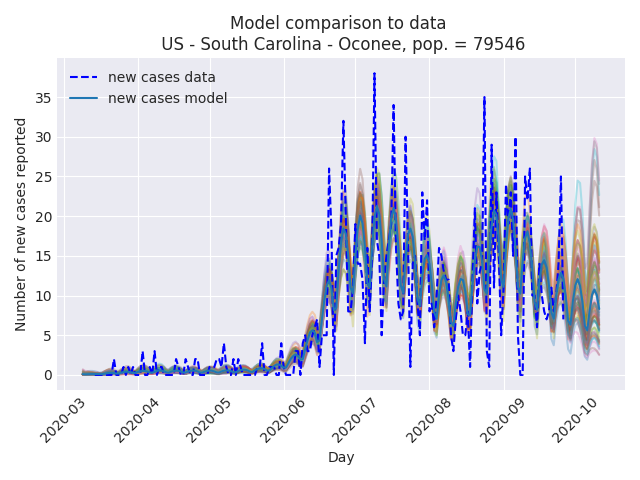 Model comparison to data
US - South Carolina - Oconee, pop. = 79546
new cases data
new cases model
Number of new cases reported
35
30
25
20
15
10
5
0
2020-03
2020-04
2020-05
2020-06
2020-07
2020-08
2020-09
2020-10
Day